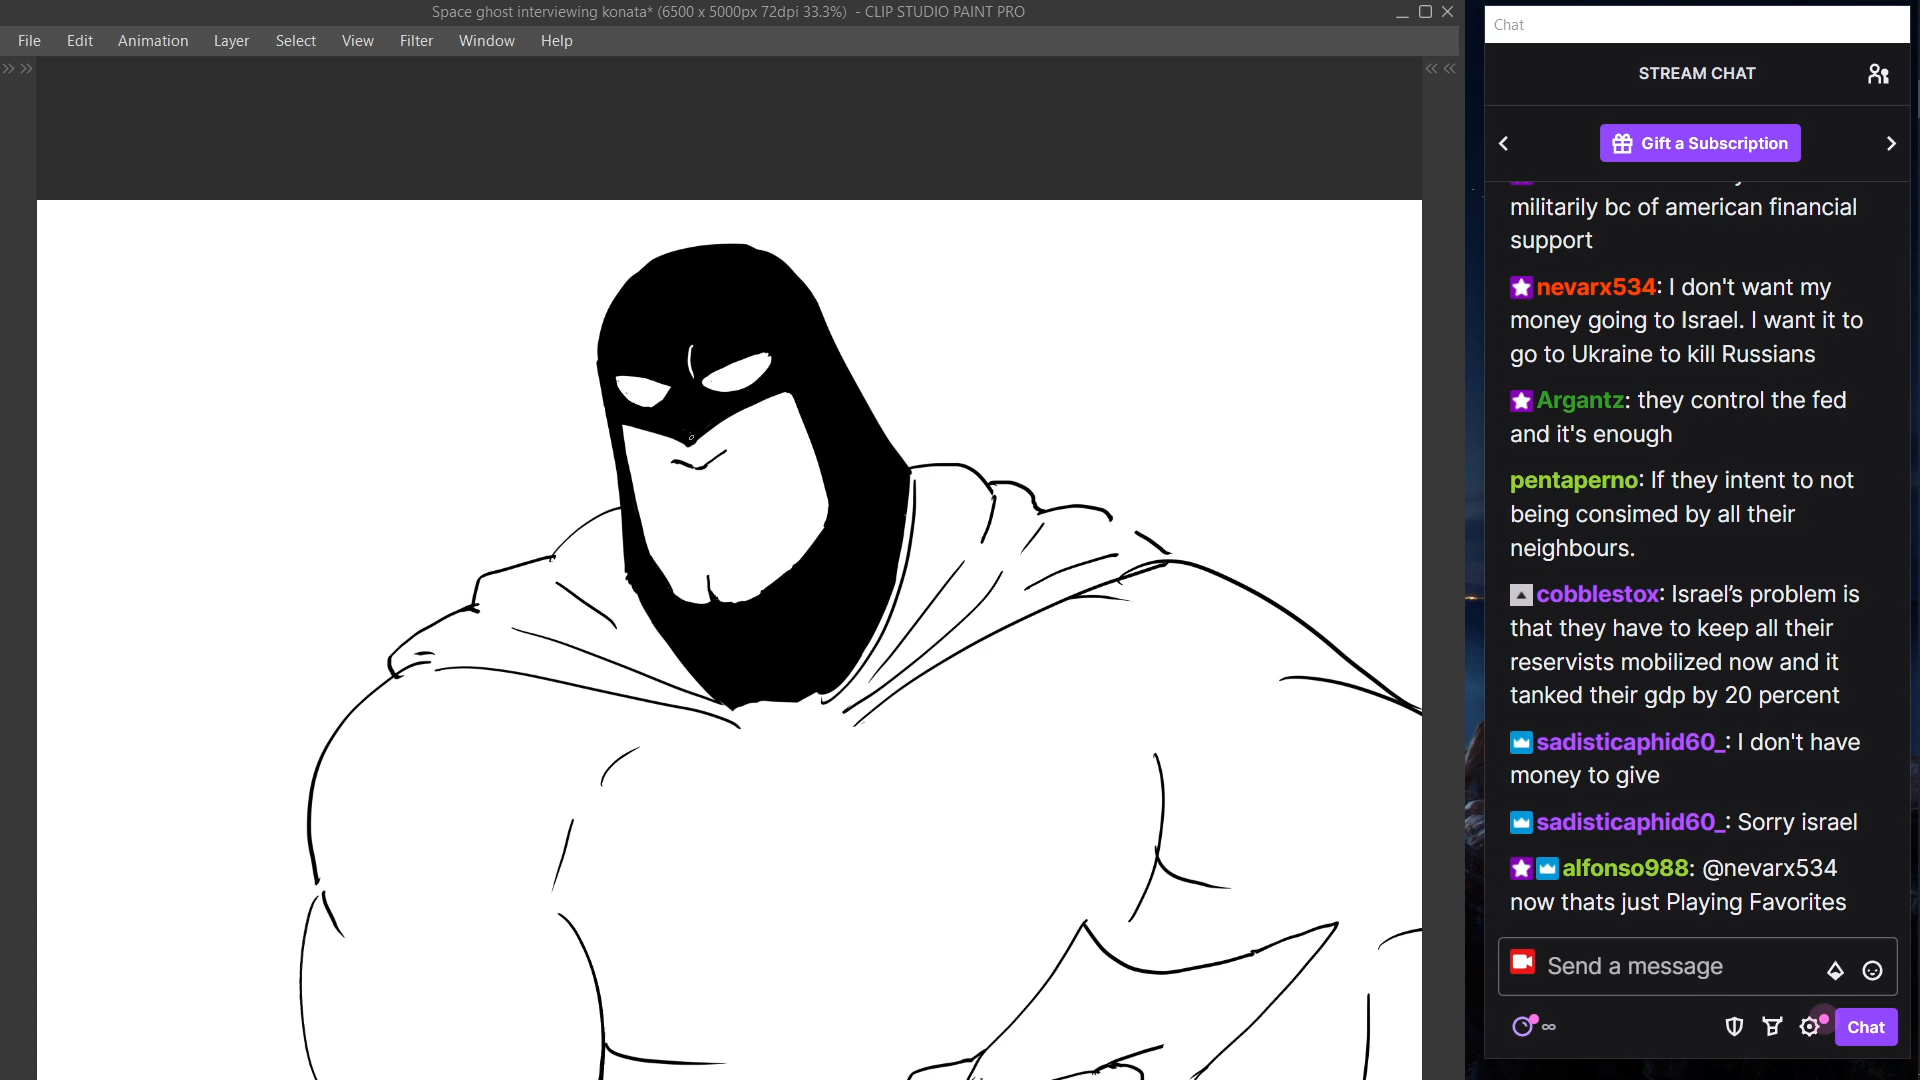 Space ghost interviewing konata* (6500 x 5000px 72dpi 33.3%) - CLIP STUDIO PAINT PRO
File Edit Animation Layer Select View Filter Window Help
Chat
STREAM CHAT
Gift a Subscription
militarily bc of american financial
support
nevarx534: I don't want my
money going to Israel. I want it to
go to Ukraine to kill Russians
Argantz: they control the fed
and it's enough
pentaperno: If they intent to not
being consimed by all their
neighbours.
cobblestox: Israel’s problem is
that they have to keep all their
reservists mobilized now and it
tanked their gdp by 20 percent
sadisticaphid60_: I don't have
money to give
sadisticaphid60_: Sorry israel
alfonso988: @nevarx534
now thats just Playing Favorites
Send a message
Chat